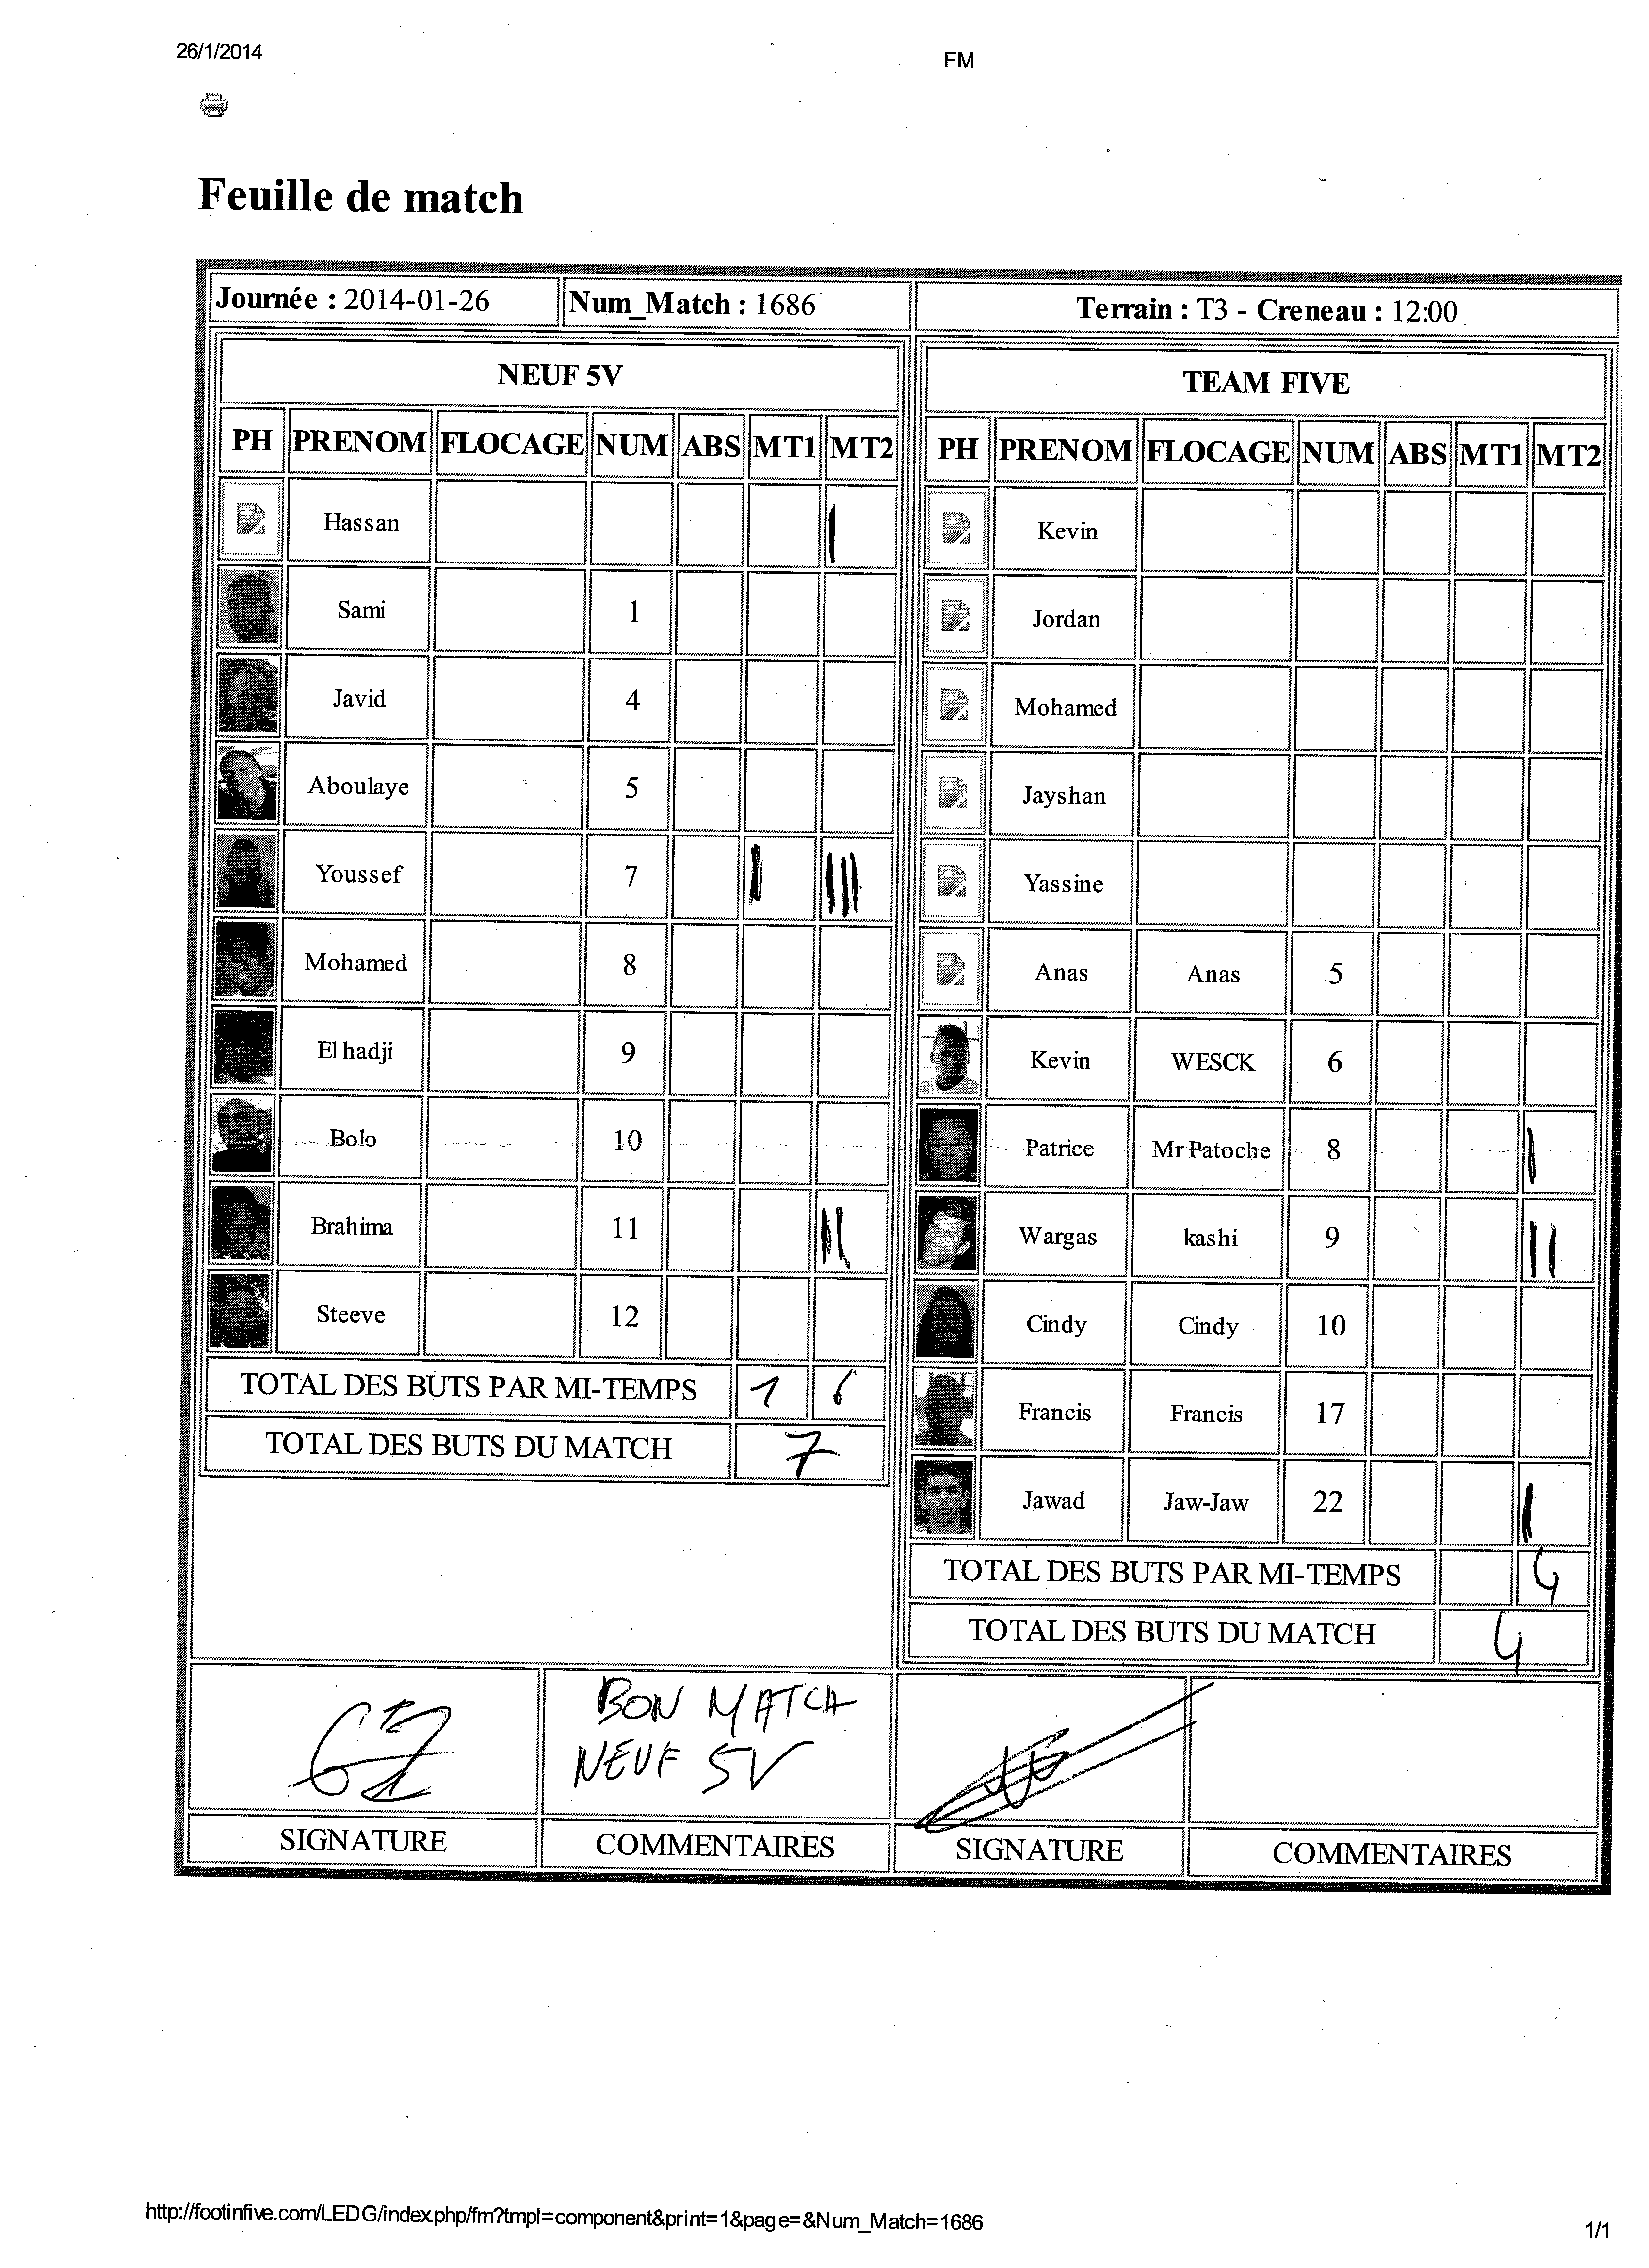 26/1/2014
FM
Feuille de match
Journée : 2014-01-26 Num_Match : 1686 Terrain : T3 - Creneau : 12:00
NEUF 5V
PH PRENOM FLOCAGE NUM ABS MT1 MT2
Hassan |
Sami 1
Javid 4
Aboulaye 5
Youssef 7 | |||
Mohamed 8
El hadji 9
Bolo 10
Brahima 11 ||
Steeve 12
TOTAL DES BUTS PAR MI-TEMPS 1 6
TOTAL DES BUTS DU MATCH 7
TEAM FIVE
PH PRENOM FLOCAGE NUM ABS MT1 MT2
Kevin
Jordan
Mohamed
Jayshan
Yassine
Anas Anas 5
Kevin WESCK 6
Patrice Mr Patoche 8 |
Wargas kashi 9 ||
Cindy Cindy 10
Francis Francis 17
Jawad Jaw-Jaw 22 |
TOTAL DES BUTS PAR MI-TEMPS 4
TOTAL DES BUTS DU MATCH 4
BON MATCH
NEUF 5V
SIGNATURE COMMENTAIRES SIGNATURE COMMENTAIRES
http://footinfive.com/LEDG/index.php/fm?tmpl=component&print=1&page=&Num_Match=1686
1/1